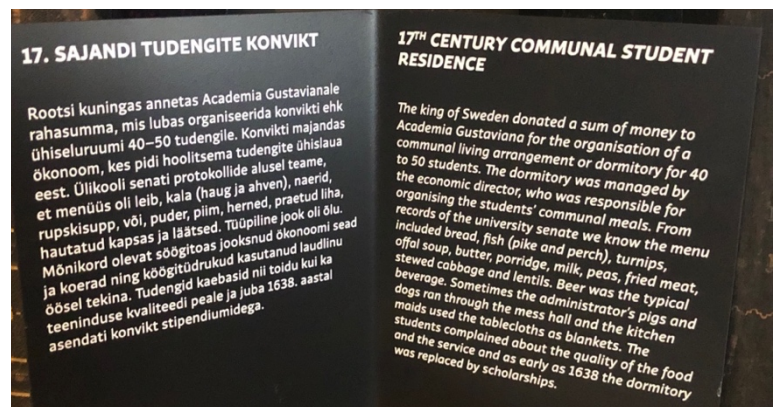 17. SAJANDI TUDENGITE KONVIKT
Rootsi kuningas annetas Academia Gustavianale
rahasumma, mis lubas organiseerida konvikti ehk
ühiseluruumi 40–50 tudengile. Konvikti majandas
ökonoom, kes pidi hoolitsema tudengite ühislaua
eest. Ülikooli senati protokollide alusel teame,
et menüüs oli leib, kala (haug ja ahven), naerid,
rupskisupp, või, puder, piim, herned, praetud liha,
hautatud kapsas ja läätsed. Tüüpiline jook oli õlu.
Mõnikord olevat söögitoas jooksnud ökonoomi sead
ja koerad ning köögitüdrukud kasutanud laudlinu
öösel tekina. Tudengid kaebasid nii toidu kui ka
teeninduse kvaliteedi peale ja juba 1638. aastal
asendati konvikt stipendiumidega.
17TH CENTURY COMMUNAL STUDENT
RESIDENCE
The king of Sweden donated a sum of money to
Academia Gustaviana for the organisation of a
communal living arrangement or dormitory for 40
to 50 students. The dormitory was managed by
the economic director, who was responsible for
organising the students' communal meals. From
records of the university senate we know the menu
included bread, fish (pike and perch), turnips,
offal soup, butter, porridge, milk, peas, fried meat,
stewed cabbage and lentils. Beer was the typical
beverage. Sometimes the administrator's pigs and
dogs ran through the mess hall and the kitchen
maids used the tablecloths as blankets. The
students complained about the quality of the food
and the service and as early as 1638 the dormitory
was replaced by scholarships.